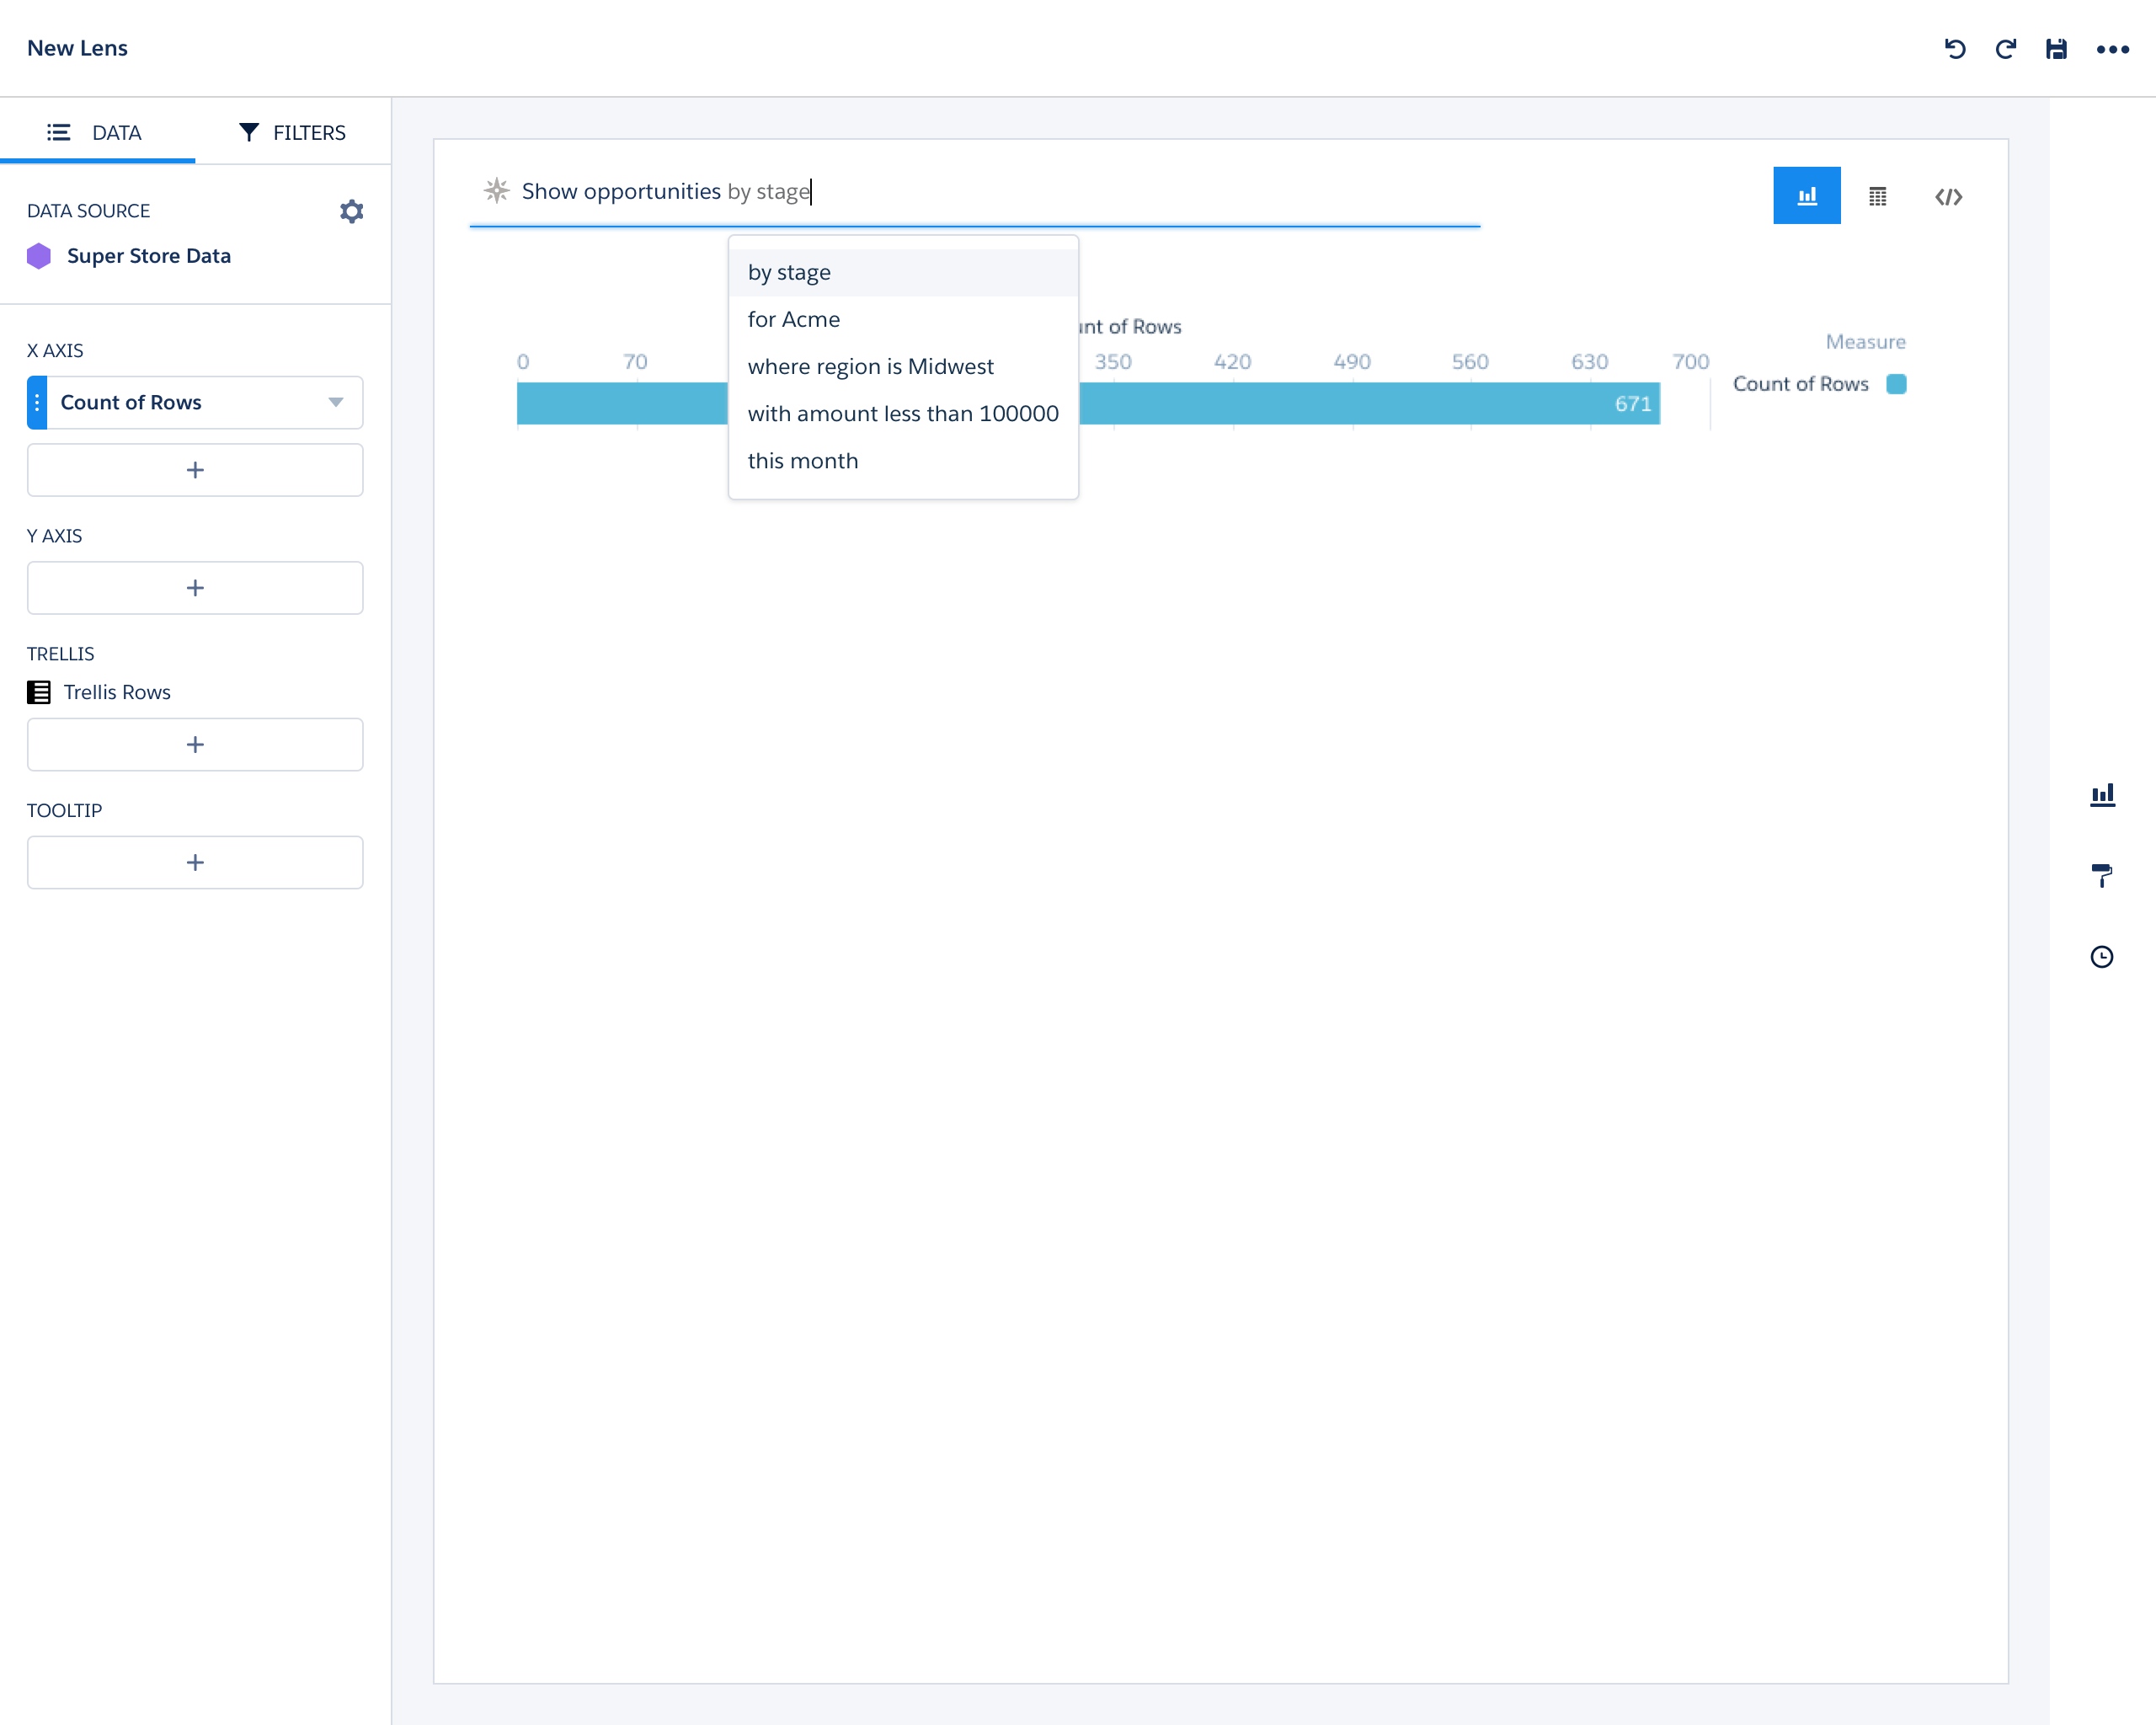 New Lens
DATA
FILTERS
DATA SOURCE
Super Store Data
X AXIS
Count of Rows
Y AXIS
TRELLIS
Trellis Rows
TOOLTIP
Show opportunities by stage
by stage
for Acme
where region is Midwest
with amount less than 100000
this month
of Rows
0 70 350 420 490 560 630 700
671
Measure
Count of Rows